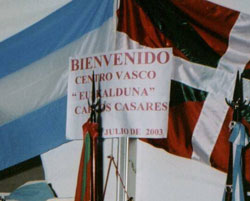 BIENVENIDO
CENTRO VASCO
"EUSKALDUNA"
CARLOS CASARES
JULIO DE 2003